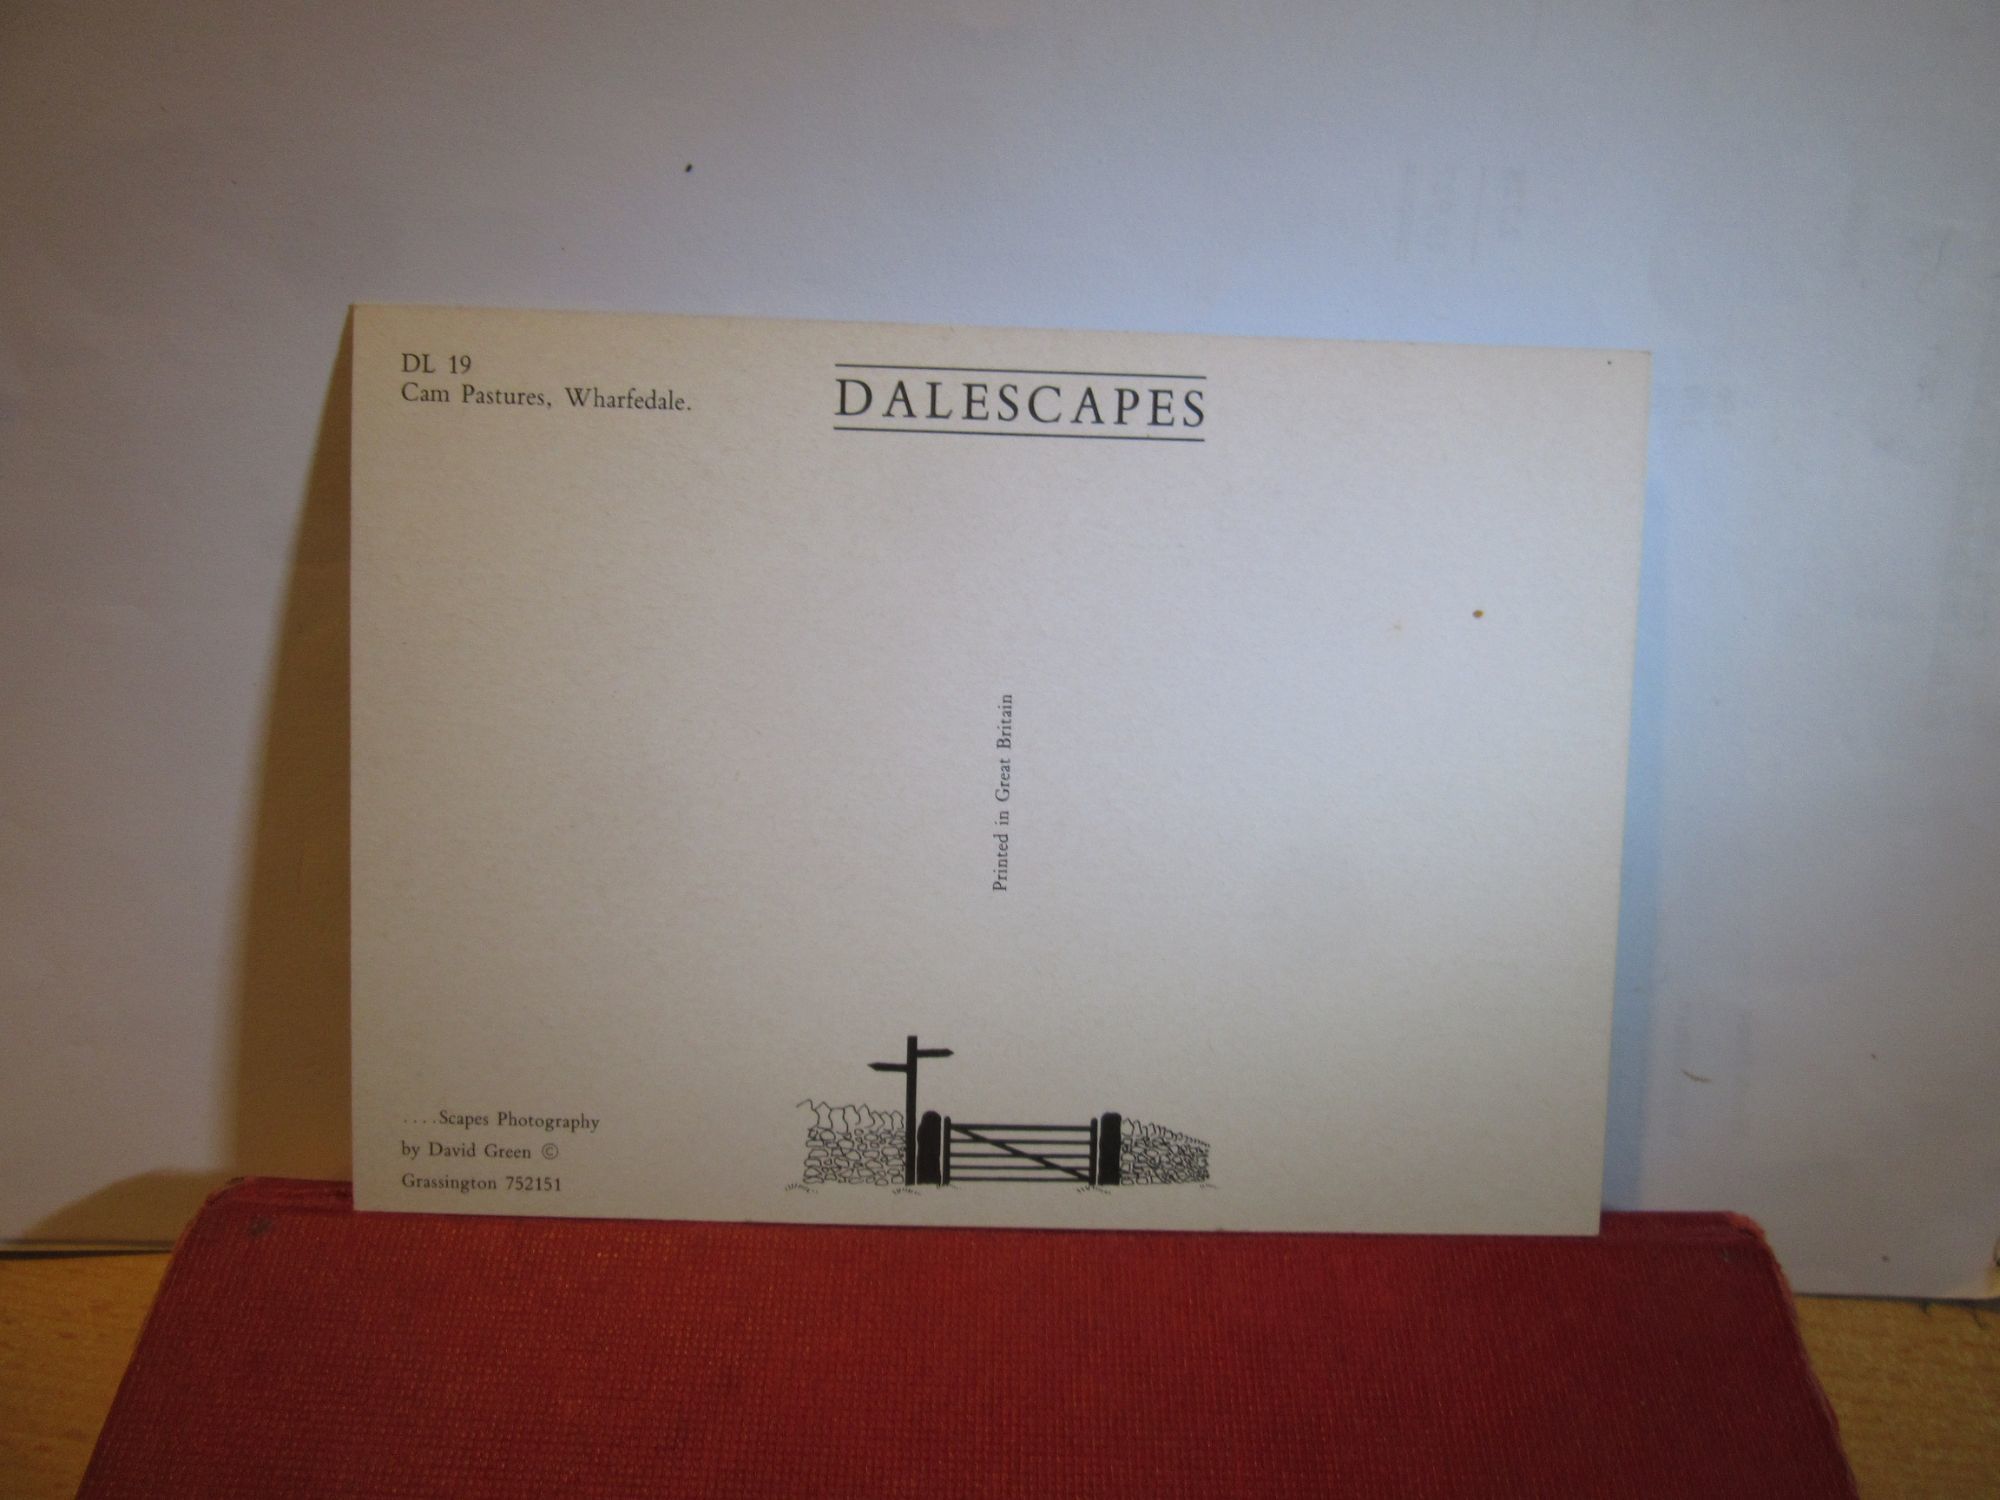 DL 19
Cam Pastures, Wharfedale.
DALESCAPES
Printed in Great Britain
....Scapes Photography
by David Green ©
Grassington 752151